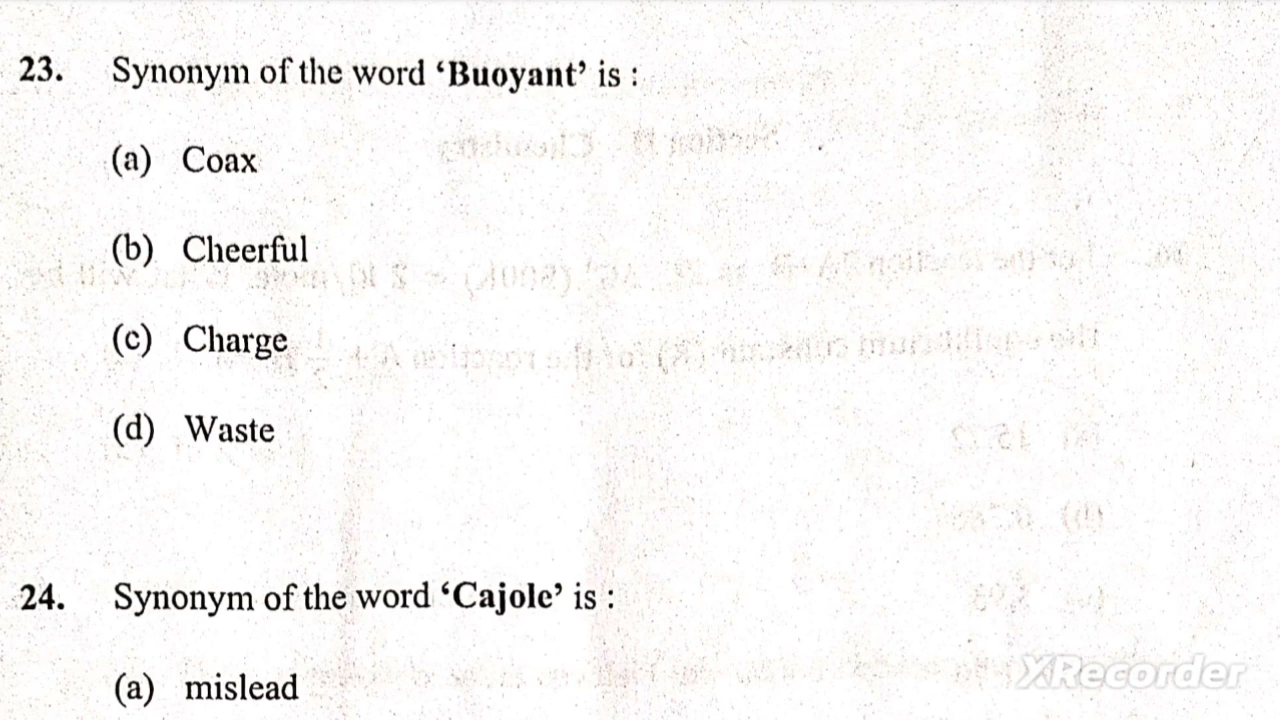 23. Synonym of the word ‘Buoyant’ is :
(a) Coax
(b) Cheerful
(c) Charge
(d) Waste
24. Synonym of the word ‘Cajole’ is :
(a) mislead
XRecorder